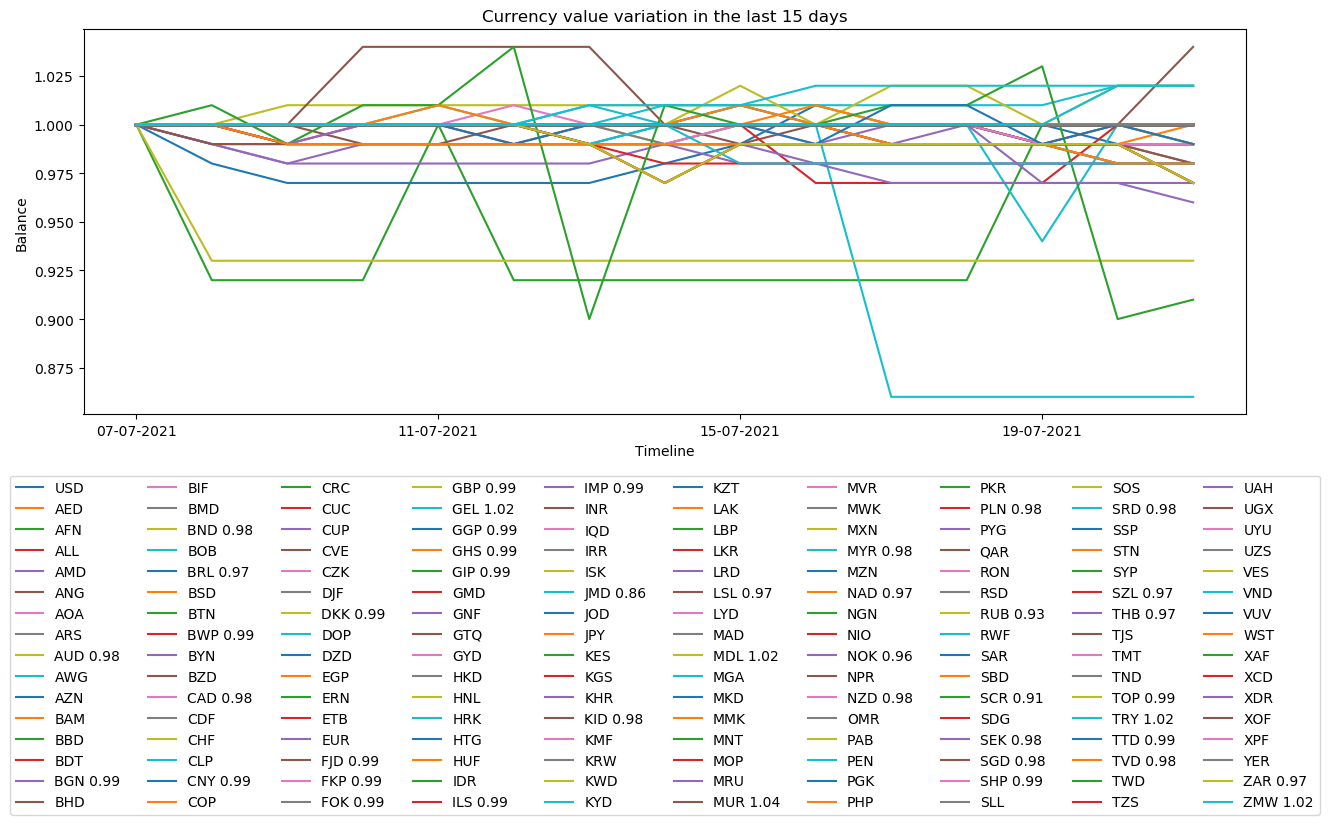 Currency value variation in the last 15 days
1.025
1.000
0.975
0.950
0.925
0.900
0.875
Balance
07-07-2021 11-07-2021 15-07-2021 19-07-2021
Timeline
USD BIF CRC GBP 0.99 IMP 0.99 KZT MVR PKR SOS UAH
AED BMD CUC GEL 1.02 INR LAK MWK PLN 0.98 SRD 0.98 UGX
AFN BND 0.98 CUP GGP 0.99 IQD LBP MXN PYG SSP UYU
ALL BOB CVE GHS 0.99 IRR LKR MYR 0.98 QAR STN UZS
AMD BRL 0.97 CZK GIP 0.99 ISK LRD MZN RON SYP VES
ANG BSD DJF GMD JMD 0.86 LSL 0.97 NAD 0.97 RSD SZL 0.97 VND
AOA BTN DKK 0.99 GNF JOD LYD NGN RUB 0.93 THB 0.97 VUV
ARS BWP 0.99 DOP GTQ JPY MAD NIO RWF TJS WST
AUD 0.98 BYN DZD GYD KES MDL 1.02 NOK 0.96 SAR TMT XAF
AWG BZD EGP HKD KGS MGA NPR SBD TND XCD
AZN CAD 0.98 ERN HNL KHR MKD NZD 0.98 SCR 0.91 TOP 0.99 XDR
BAM CDF ETB HRK KID 0.98 MMK OMR SDG TRY 1.02 XOF
BBD CHF EUR HTG KMF MNT PAB SEK 0.98 TTD 0.99 XPF
BDT CLP FJD 0.99 HUF KRW MOP PEN SGD 0.98 TVD 0.98 YER
BGN 0.99 CNY 0.99 FKP 0.99 IDR KWD MRU PGK SHP 0.99 TWD ZAR 0.97
BHD COP FOK 0.99 ILS 0.99 KYD MUR 1.04 PHP SLL TZS ZMW 1.02